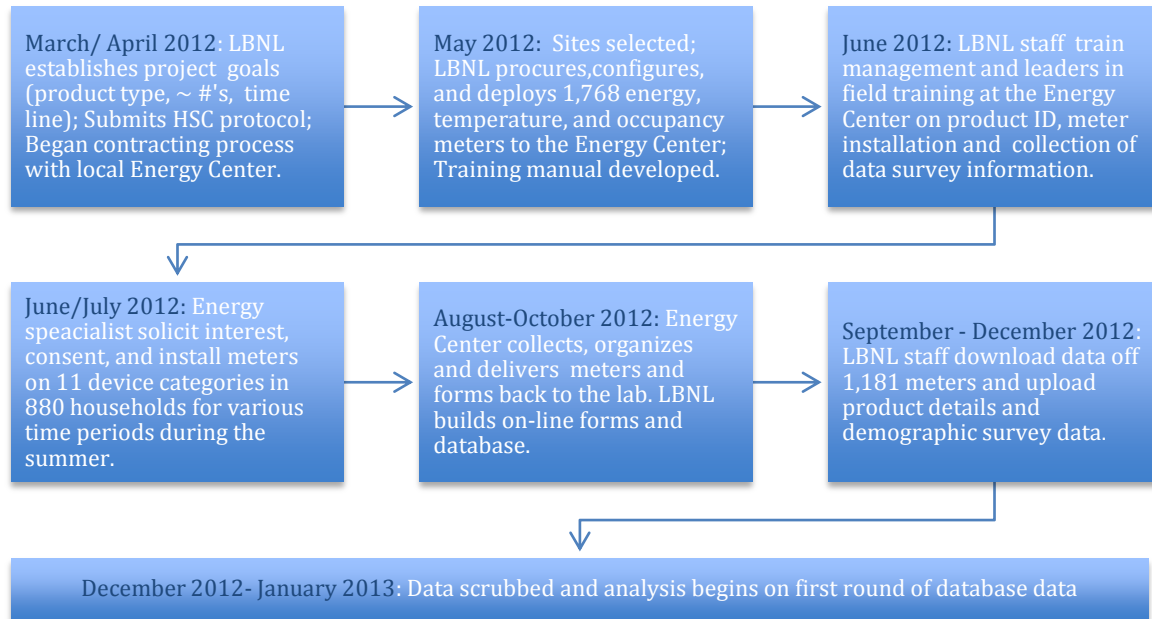 March/ April 2012: LBNL
establishes project goals
(product type, ~ #'s, time
line); Submits HSC protocol;
Began contracting process
with local Energy Center.
May 2012: Sites selected;
LBNL procures,configures,
and deploys 1,768 energy,
temperature, and occupancy
meters to the Energy Center;
Training manual developed.
June 2012: LBNL staff train
management and leaders in
field training at the Energy
Center on product ID, meter
installation and collection of
data survey information.
June/July 2012: Energy
speacialist solicit interest,
consent, and install meters
on 11 device categories in
880 households for various
time periods during the
summer.
August-October 2012: Energy
Center collects, organizes
and delivers meters and
forms back to the lab. LBNL
builds on-line forms and
database.
September - December 2012:
LBNL staff download data off
1,181 meters and upload
product details and
demographic survey data.
December 2012- January 2013: Data scrubbed and analysis begins on first round of database data